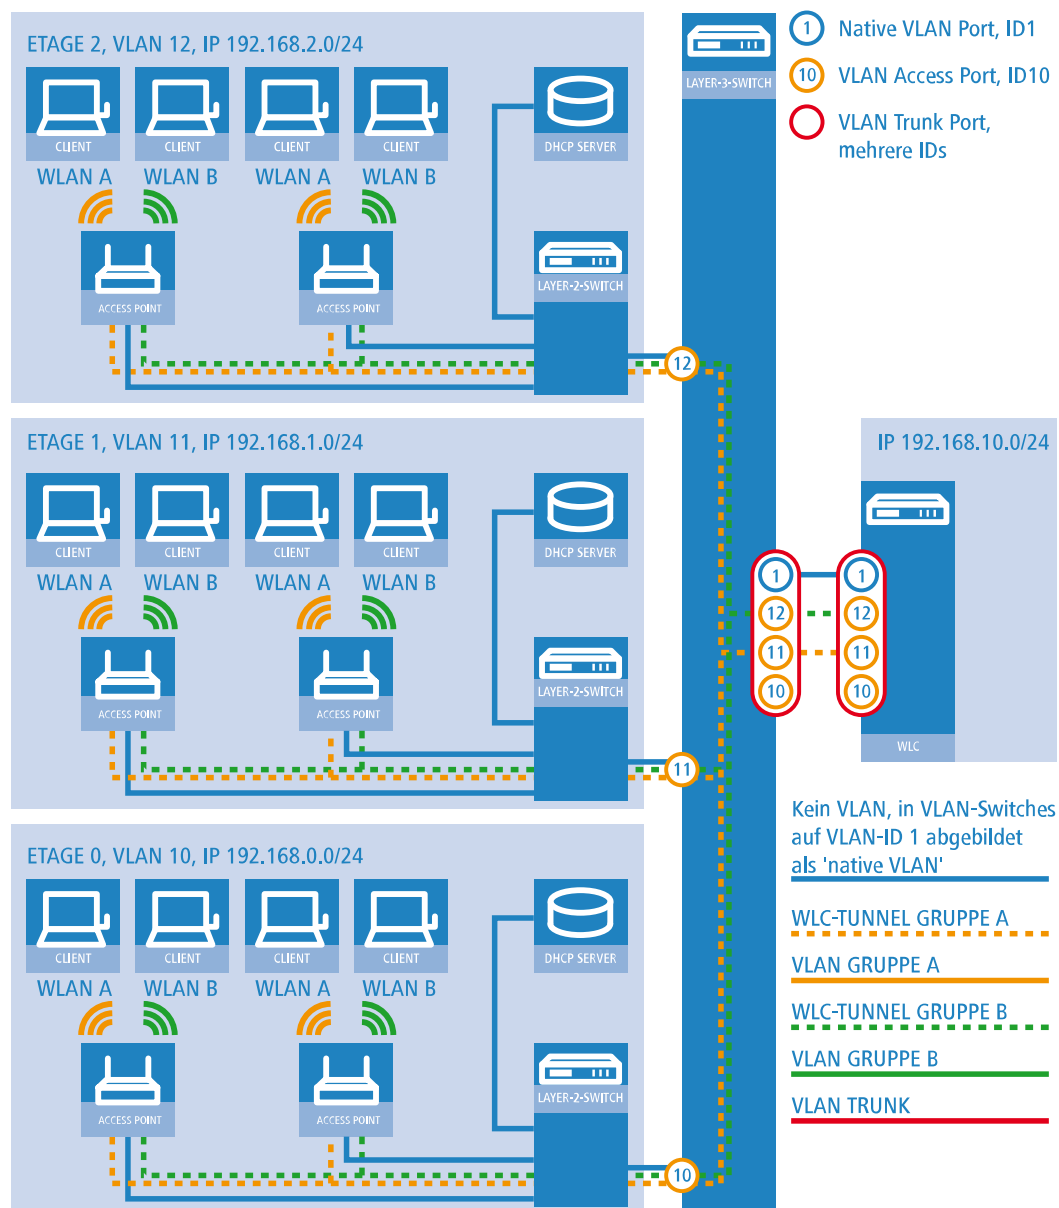 ETAGE 2, VLAN 12, IP 192.168.2.0/24
CLIENT CLIENT CLIENT CLIENT DHCP SERVER
WLAN A WLAN B WLAN A WLAN B
ACCESS POINT ACCESS POINT
LAYER-2-SWITCH
12
ETAGE 1, VLAN 11, IP 192.168.1.0/24
CLIENT CLIENT CLIENT CLIENT DHCP SERVER
WLAN A WLAN B WLAN A WLAN B
ACCESS POINT ACCESS POINT
LAYER-2-SWITCH
11
ETAGE 0, VLAN 10, IP 192.168.0.0/24
CLIENT CLIENT CLIENT CLIENT DHCP SERVER
WLAN A WLAN B WLAN A WLAN B
ACCESS POINT ACCESS POINT
LAYER-2-SWITCH
10
LAYER-3-SWITCH
1 Native VLAN Port, ID1
10 VLAN Access Port, ID10
VLAN Trunk Port,
mehrere IDs
IP 192.168.10.0/24
1 1
12 12
11 11
10 10
WLC
Kein VLAN, in VLAN-Switches
auf VLAN-ID 1 abgebildet
als 'native VLAN'
WLC-TUNNEL GRUPPE A
VLAN GRUPPE A
WLC-TUNNEL GRUPPE B
VLAN GRUPPE B
VLAN TRUNK